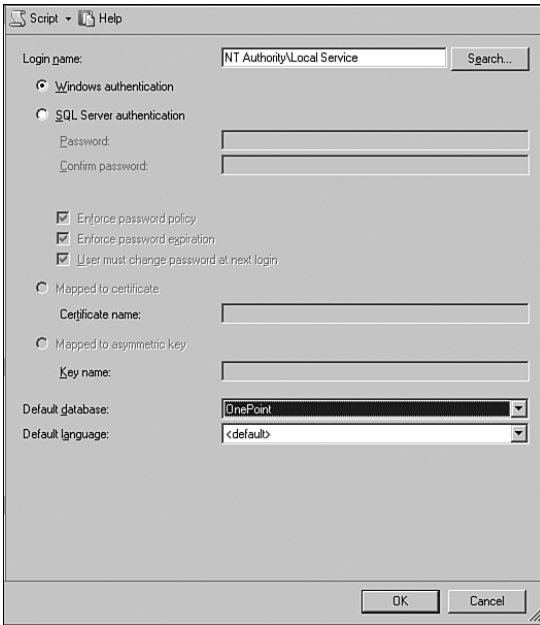 Script Help
Login name: NT Authority\Local Service Search...
Windows authentication
SQL Server authentication
Password:
Confirm password:
Enforce password policy
Enforce password expiration
User must change password at next login
Mapped to certificate
Certificate name:
Mapped to asymmetric key
Key name:
Default database: OnePoint
Default language: <default>
OK Cancel